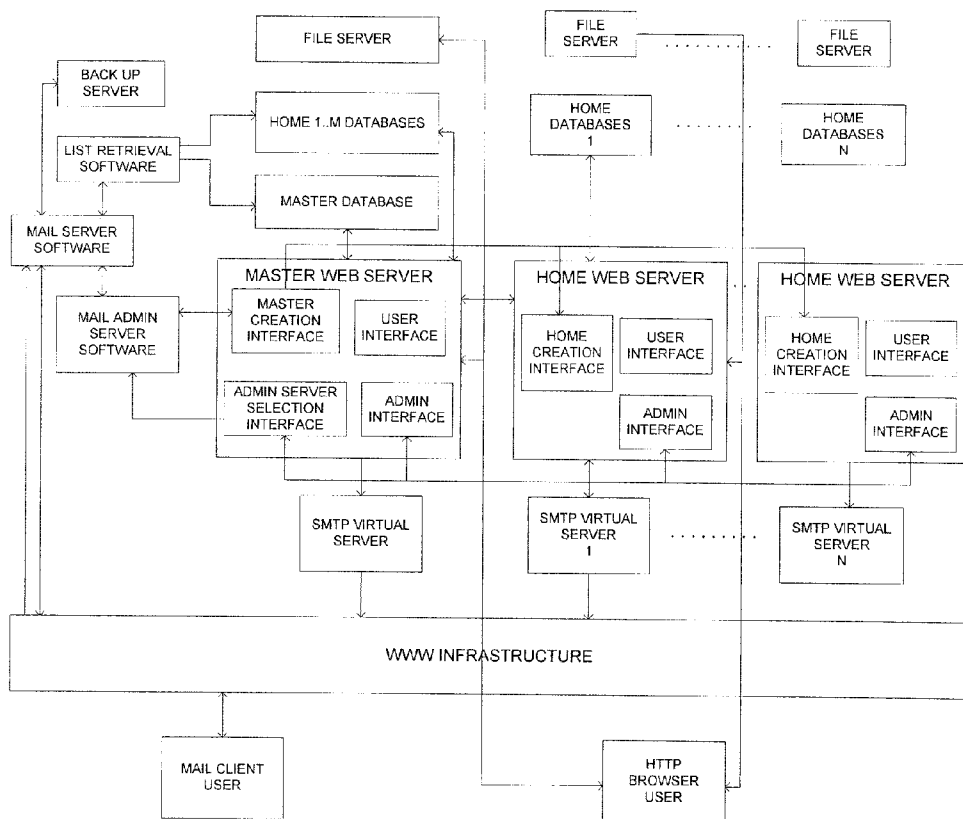 FILE SERVER
FILE
SERVER
FILE
SERVER
BACK UP
SERVER
HOME 1..M DATABASES
HOME
DATABASES
1
HOME
DATABASES
N
LIST RETRIEVAL
SOFTWARE
MASTER DATABASE
MAIL SERVER
SOFTWARE
MASTER WEB SERVER
HOME WEB SERVER
HOME WEB SERVER
MAIL ADMIN
SERVER
SOFTWARE
MASTER
CREATION
INTERFACE
USER
INTERFACE
HOME
CREATION
INTERFACE
USER
INTERFACE
HOME
CREATION
INTERFACE
USER
INTERFACE
ADMIN SERVER
SELECTION
INTERFACE
ADMIN
INTERFACE
ADMIN
INTERFACE
ADMIN
INTERFACE
SMTP VIRTUAL
SERVER
SMTP VIRTUAL
SERVER
1
SMTP VIRTUAL
SERVER
N
WWW INFRASTRUCTURE
MAIL CLIENT
USER
HTTP
BROWSER
USER